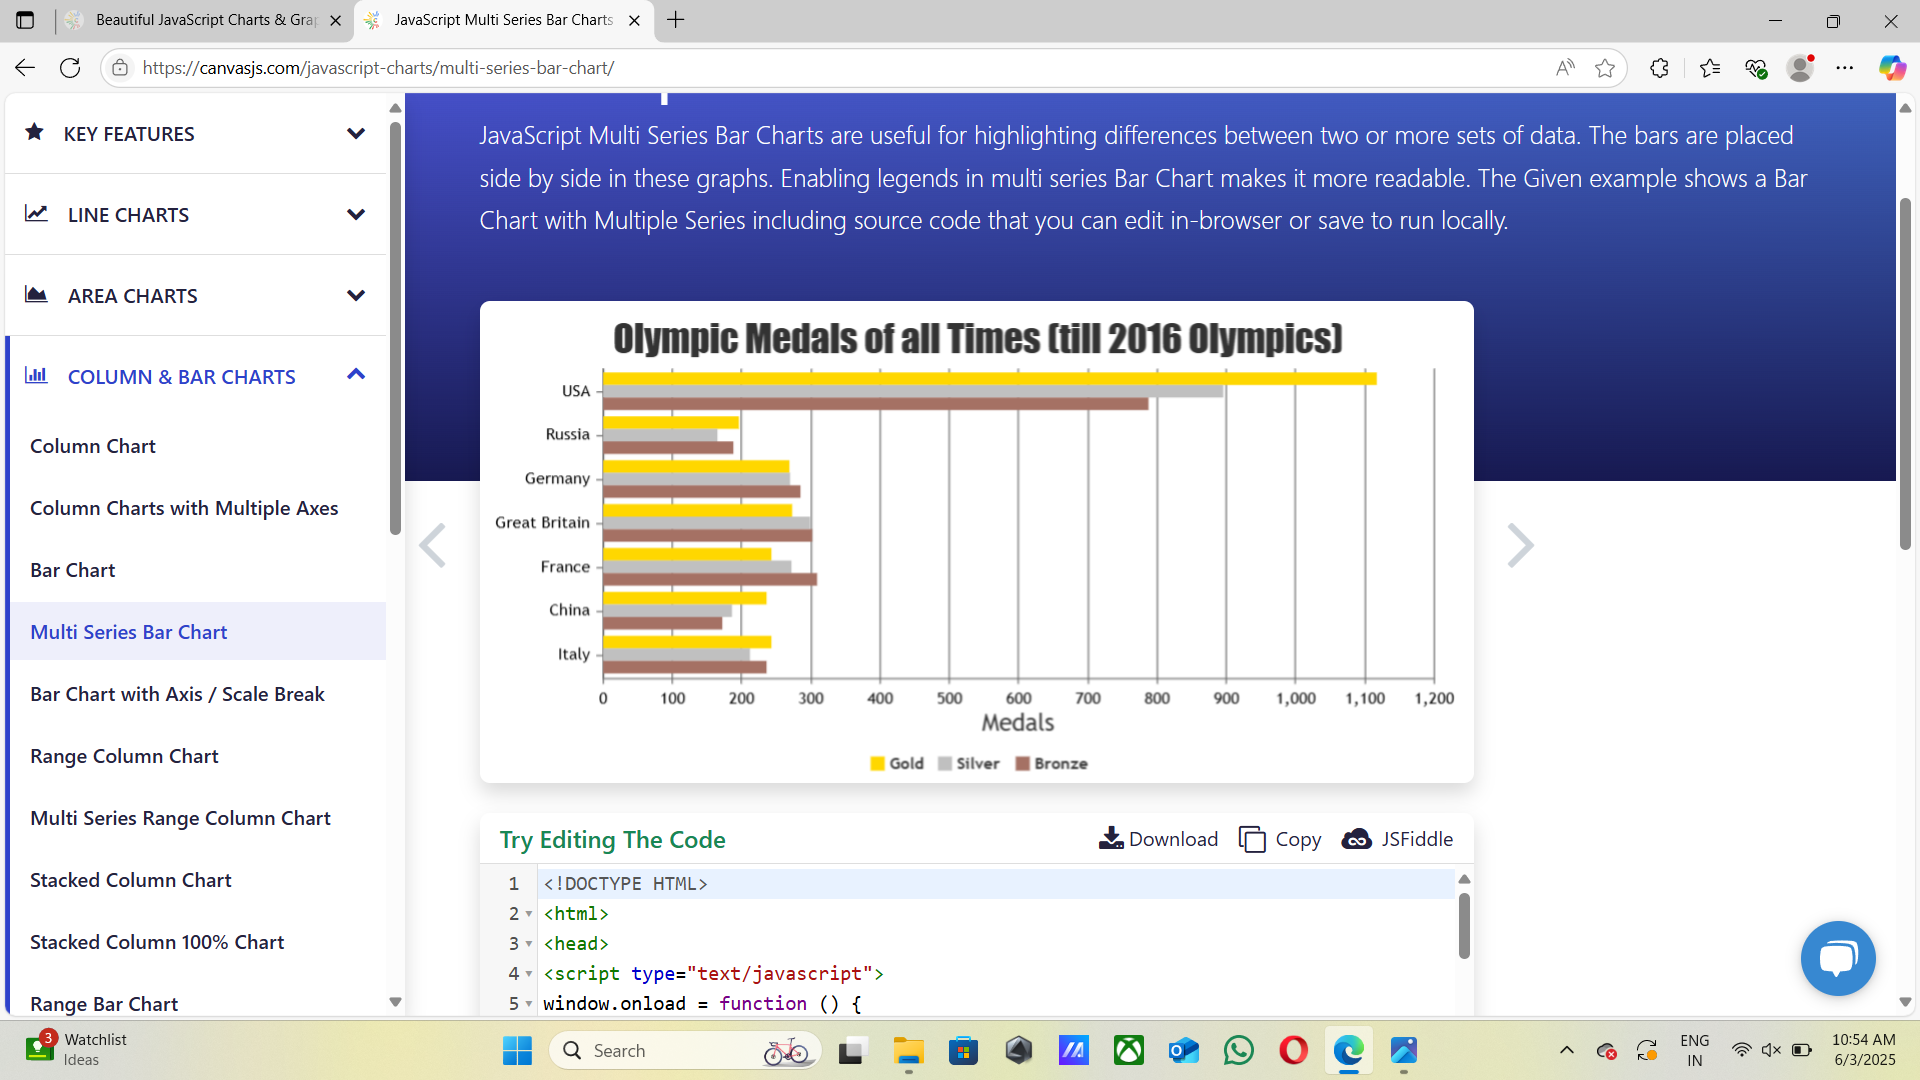 Beautiful JavaScript Charts & Gra
JavaScript Multi Series Bar Charts
https://canvasjs.com/javascript-charts/multi-series-bar-chart/
KEY FEATURES
LINE CHARTS
AREA CHARTS
COLUMN & BAR CHARTS
Column Chart
Column Charts with Multiple Axes
Bar Chart
Multi Series Bar Chart
Bar Chart with Axis / Scale Break
Range Column Chart
Multi Series Range Column Chart
Stacked Column Chart
Stacked Column 100% Chart
Range Bar Chart
JavaScript Multi Series Bar Charts are useful for highlighting differences between two or more sets of data. The bars are placed
side by side in these graphs. Enabling legends in multi series Bar Chart makes it more readable. The Given example shows a Bar
Chart with Multiple Series including source code that you can edit in-browser or save to run locally.
Olympic Medals of all Times (till 2016 Olympics)
USA
Russia
Germany
Great Britain
France
China
Italy
0 100 200 300 400 500 600 700 800 900 1,000 1,100 1,200
Medals
Gold Silver Bronze
Try Editing The Code
Download Copy JSFiddle
1 <!DOCTYPE HTML>
2 <html>
3 <head>
4 <script type="text/javascript">
5 window.onload = function () {
3 Watchlist
Ideas
Search
ENG
IN
10:54 AM
6/3/2025